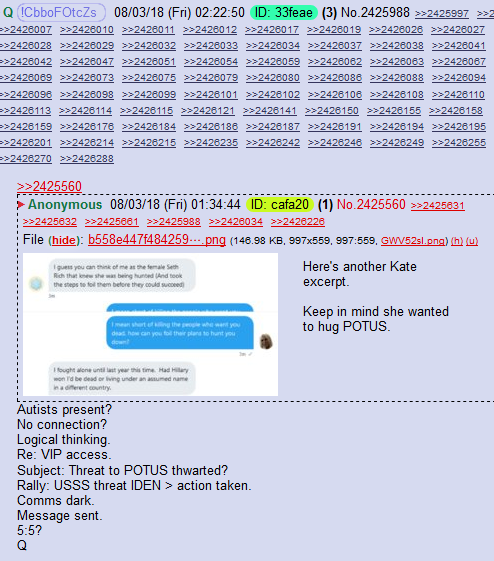 Q !CbboFOtcZs 08/03/18 (Fri) 02:22:50 ID: 33feae (3) No.2425988 >>2425997 >>2
>>2426007 >>2426010 >>2426011 >>2426012 >>2426017 >>2426019 >>2426026 >>2426027
>>2426028 >>2426029 >>2426032 >>2426033 >>2426034 >>2426037 >>2426038 >>2426041
>>2426042 >>2426047 >>2426051 >>2426049 >>2426062 >>2426063 >>2426064 >>2426067
>>2426069 >>2426073 >>2426075 >>2426079 >>2426080 >>2426086 >>2426088 >>2426094
>>2426096 >>2426098 >>2426099 >>2426101 >>2426102 >>2426106 >>2426108 >>2426110
>>2426113 >>2426114 >>2426115 >>2426121 >>2426141 >>2426150 >>2426155 >>2426158
>>2426159 >>2426176 >>2426184 >>2426186 >>2426187 >>2426191 >>2426194 >>2426195
>>2426201 >>2426214 >>2426215 >>2426235 >>2426242 >>2426246 >>2426249 >>2426255
>>2426270 >>2426288
>>2425560
Anonymous 08/03/18 (Fri) 01:34:44 ID: cafa20 (1) No.2425560 >>2425631
>>2425632 >>2425661 >>2425988 >>2426034 >>2426226
File (hide): b558e447f484259⋯.png (146.98 KB, 997x559, 997:559, GWV52sI.png) (h) (u)
I guess you can think of me as the female Seth
Rich that knew she was being hunted (And took
the steps to foil them before they could succeed)
3m
I mean short of killing the people who want you
dead, how can you foil their plans to hunt you
down?
3m ✓
I fought alone until last year this time. Had Hillary
won I'd be dead or living under an assumed name
in a different country.
Here's another Kate
excerpt.
Keep in mind she wanted
to hug POTUS.
Autists present?
No connection?
Logical thinking.
Re: VIP access.
Subject: Threat to POTUS thwarted?
Rally: USSS threat IDEN > action taken.
Comms dark.
Message sent.
5:5?
Q